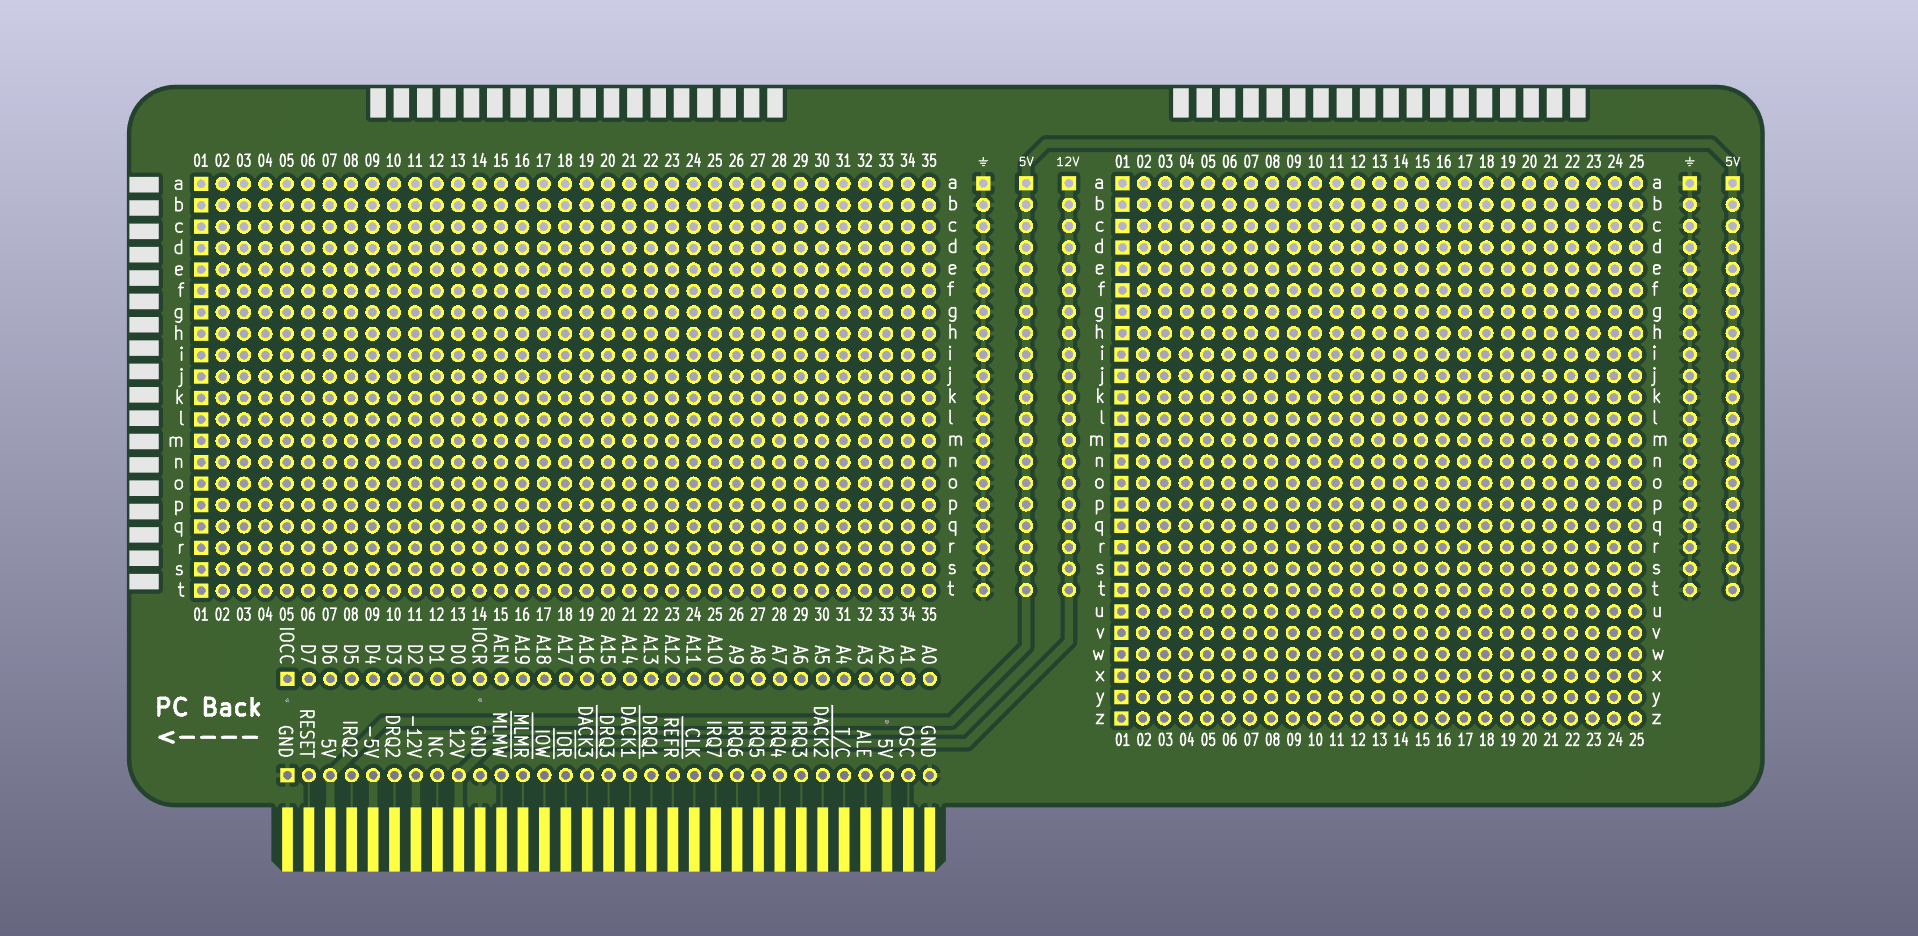 01 02 03 04 05 06 07 08 09 10 11 12 13 14 15 16 17 18 19 20 21 22 23 24 25 26 27 28 29 30 31 32 33 34 35 ⏚ 5V 12V 01 02 03 04 05 06 07 08 09 10 11 12 13 14 15 16 17 18 19 20 21 22 23 24 25 ⏚ 5V
a a a a
b b b b
c c c c
d d d d
e e e e
f f f f
g g g g
h h h h
i i i i
j j j j
k k k k
l l l l
m m m m
n n n n
o o o o
p p p p
q q q q
r r r r
s s s s
t t t t
01 02 03 04 05 06 07 08 09 10 11 12 13 14 15 16 17 18 19 20 21 22 23 24 25 26 27 28 29 30 31 32 33 34 35
u u
v v
w w
x x
y y
z z
01 02 03 04 05 06 07 08 09 10 11 12 13 14 15 16 17 18 19 20 21 22 23 24 25
IOCC D7 D6 D5 D4 D3 D2 D1 D0 IOCR AEN A19 A18 A17 A16 A15 A14 A13 A12 A11 A10 A9 A8 A7 A6 A5 A4 A3 A2 A1 A0
PC Back
<----
GND RESET 5V IRQ2 -5V DRQ2 -12V NC 12V GND MLMW MLMR IOW IOR DACK3 DRQ3 DACK1 DRQ1 REFR CLK IRQ7 IRQ6 IRQ5 IRQ4 IRQ3 DACK2 T/C ALE 5V OSC GND